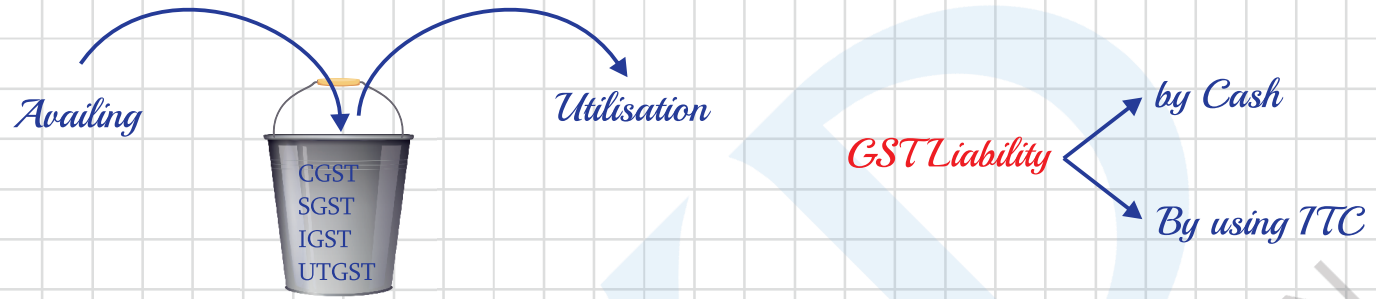 Availing
CGST
SGST
IGST
UTGST
Utilisation
GST Liability
by Cash
By using ITC